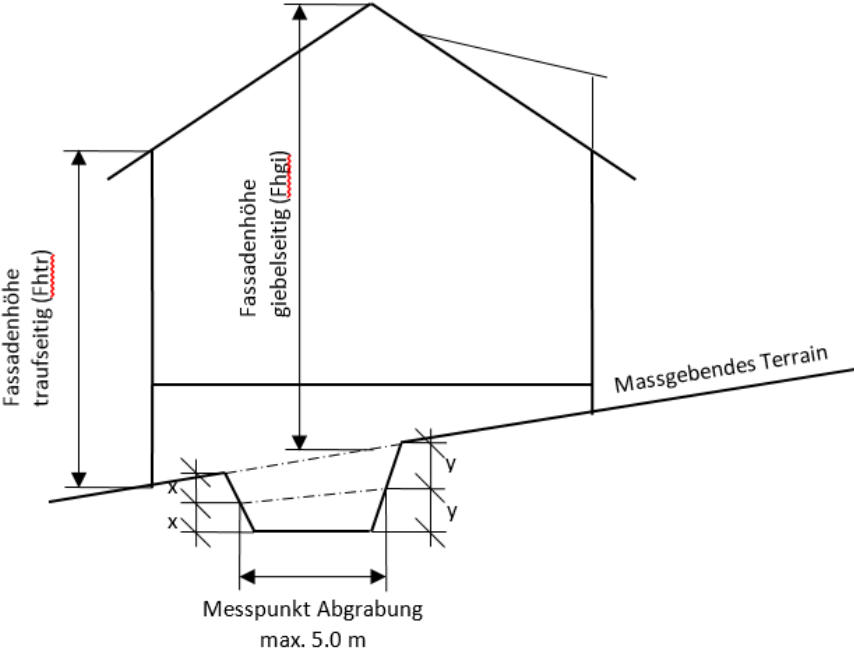 Fassadenhöhe
traufseitig (Fhtr)
Fassadenhöhe
giebelseitig (Fhgi)
Massgebendes Terrain
x
x
y
y
Messpunkt Abgrabung
max. 5.0 m